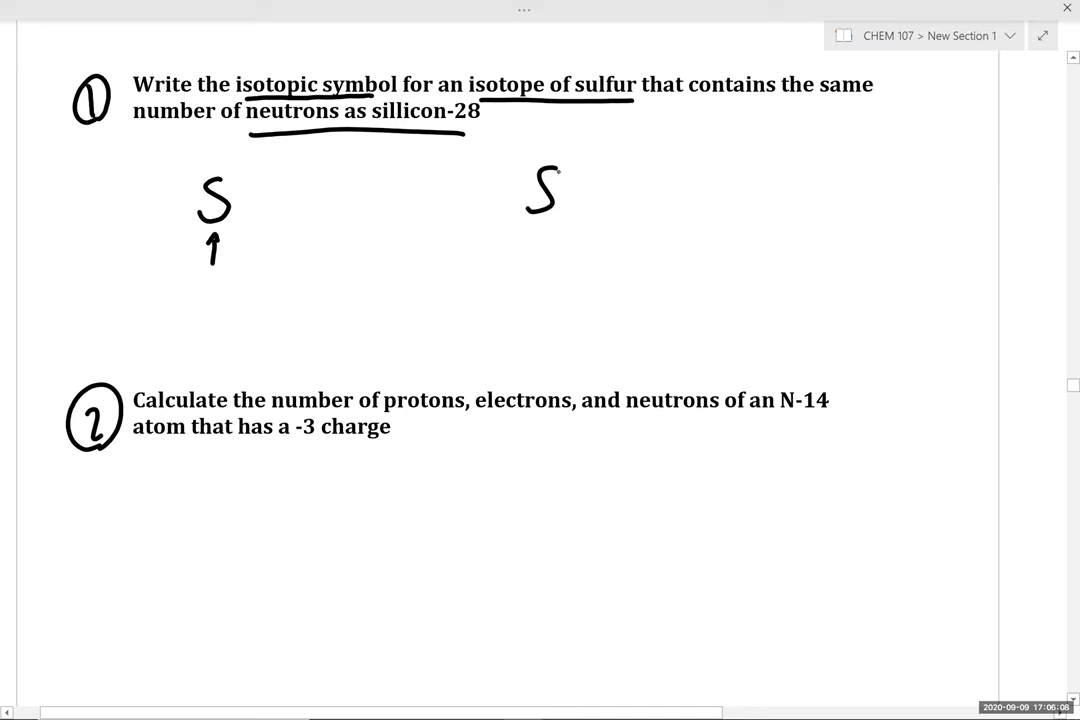 CHEM 107 > New Section 1
① Write the isotopic symbol for an isotope of sulfur that contains the same
number of neutrons as sillicon-28
S S
↑
② Calculate the number of protons, electrons, and neutrons of an N-14
atom that has a -3 charge
2020-09-09 17:06:08